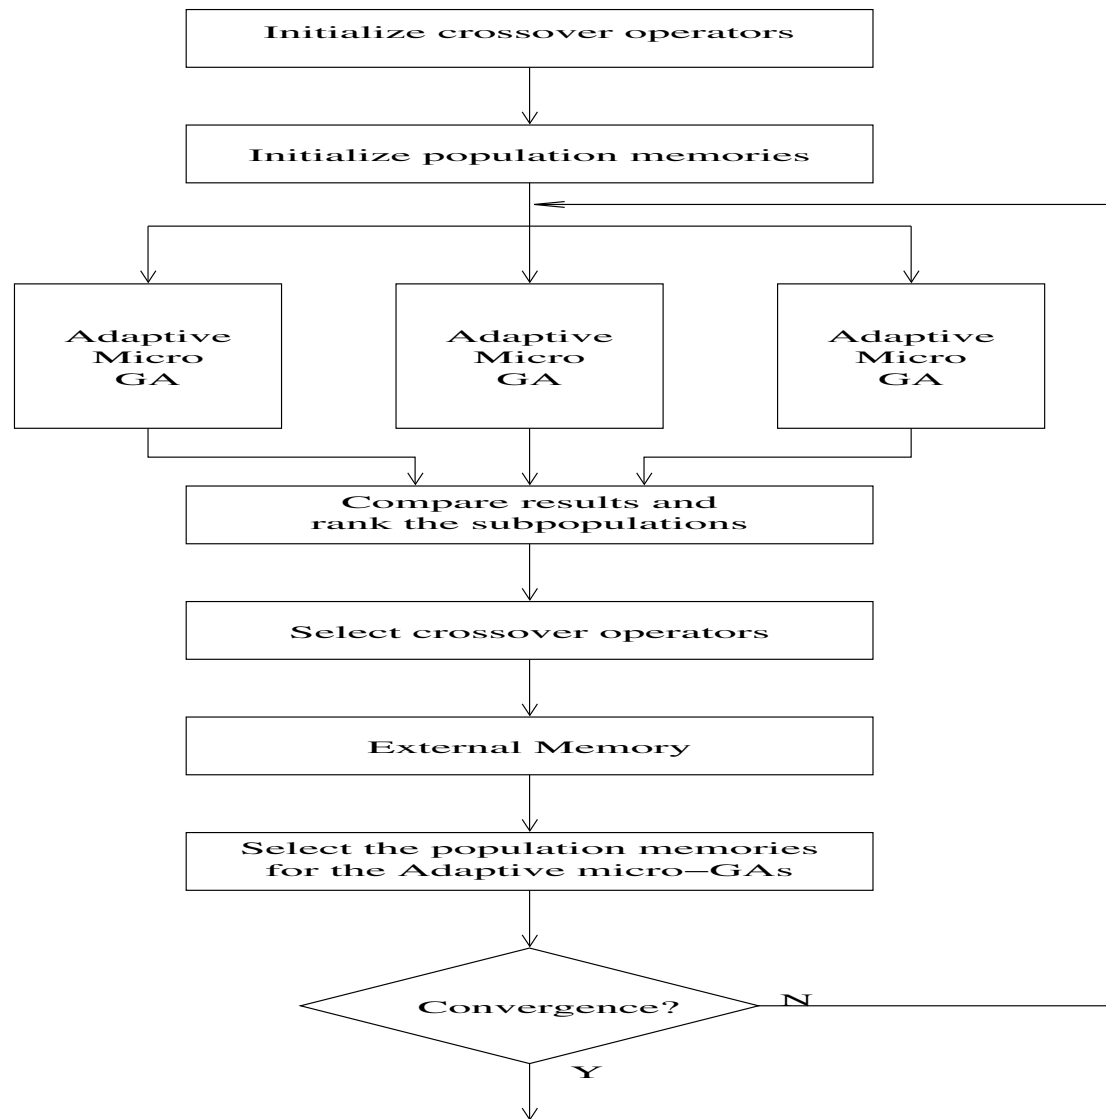 Initialize crossover operators
Initialize population memories
Adaptive
Micro
GA
Adaptive
Micro
GA
Adaptive
Micro
GA
Compare results and
rank the subpopulations
Select crossover operators
External Memory
Select the population memories
for the Adaptive micro−GAs
Convergence?
N
Y